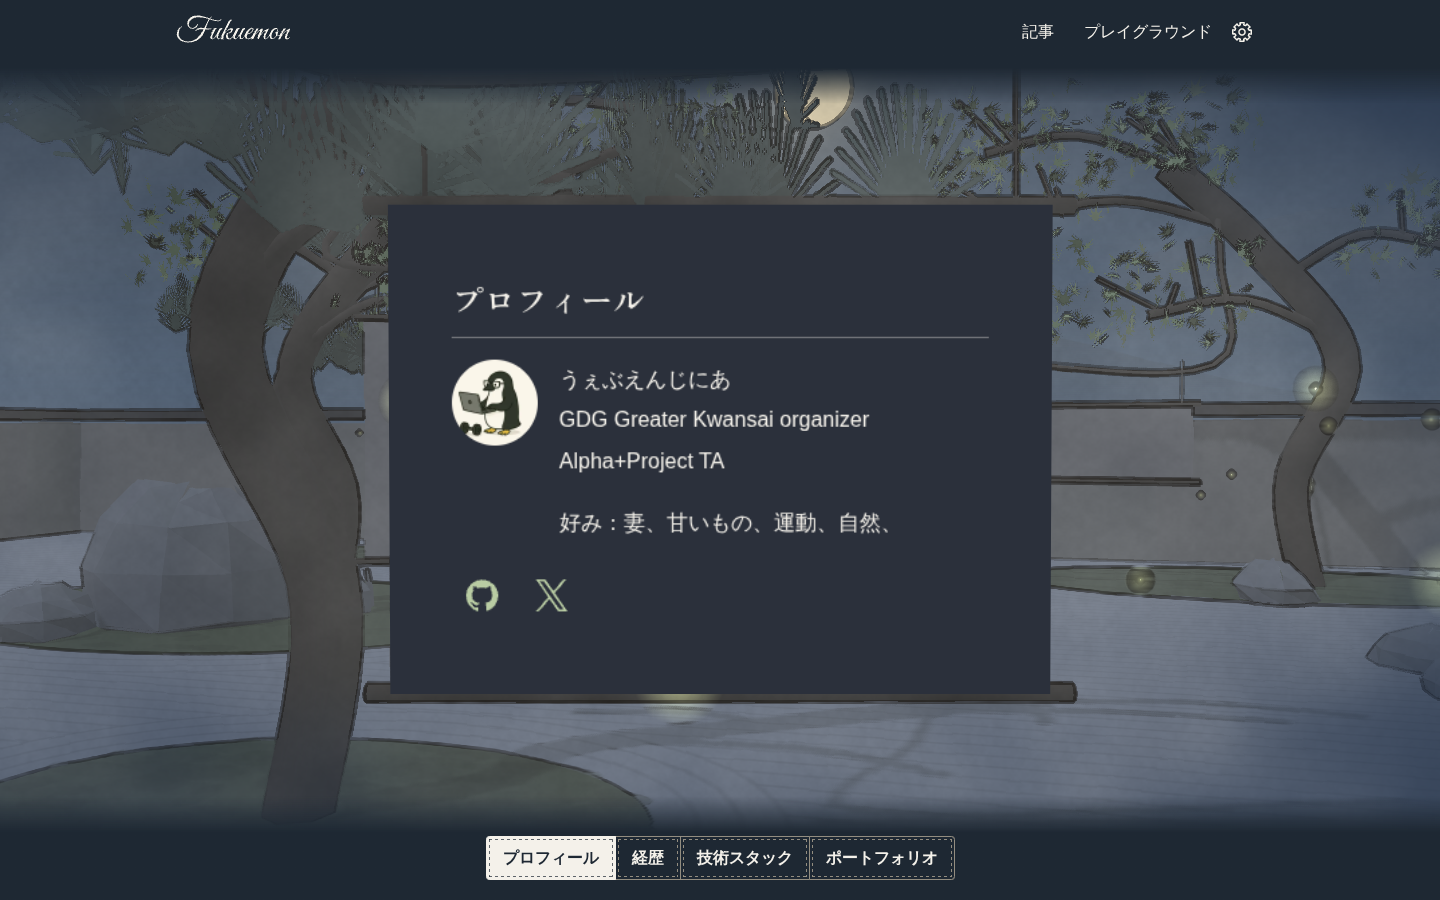 Fukuemon
記事 プレイグラウンド
プロフィール
うぇぶえんじにあ
GDG Greater Kwansai organizer
Alpha+Project TA
好み：妻、甘いもの、運動、自然、
プロフィール 経歴 技術スタック ポートフォリオ